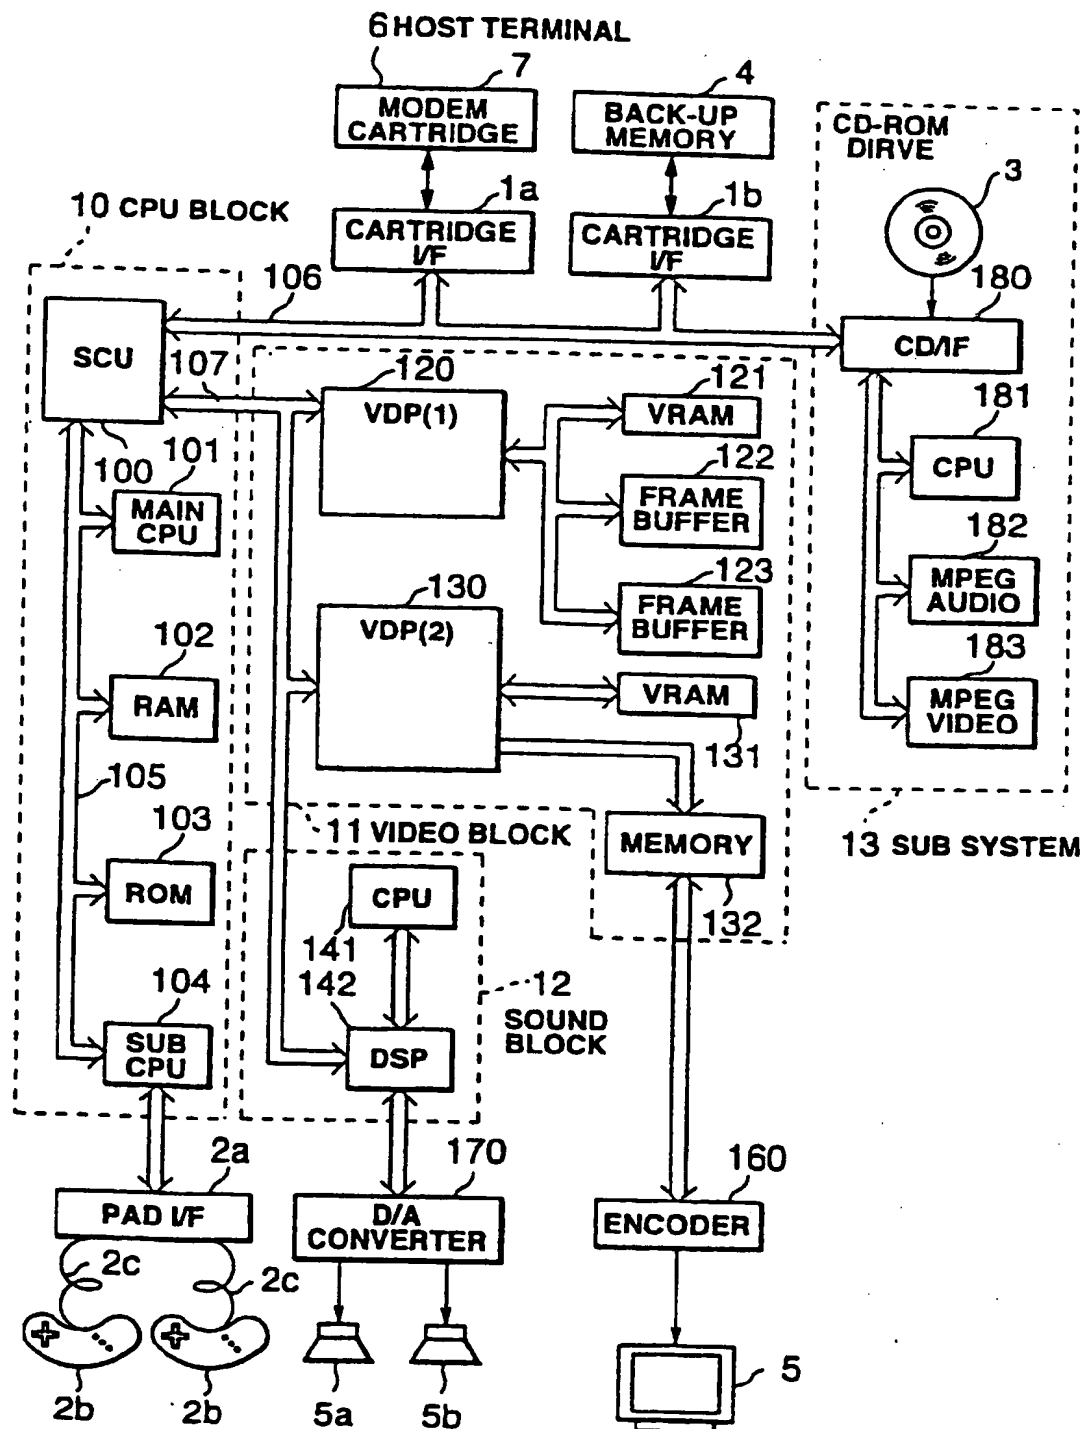 6 HOST TERMINAL
7
4
MODEM
CARTRIDGE
BACK-UP
MEMORY
CD-ROM
DIRVE
3
1a
1b
10 CPU BLOCK
CARTRIDGE
I/F
CARTRIDGE
I/F
106
180
SCU
CD/IF
107
120
121
VDP(1)
VRAM
181
100
101
122
CPU
MAIN
CPU
FRAME
BUFFER
182
130
123
MPEG
AUDIO
VDP(2)
FRAME
BUFFER
102
183
RAM
VRAM
MPEG
VIDEO
131
105
103
11 VIDEO BLOCK
MEMORY
13 SUB SYSTEM
ROM
CPU
132
141
104
142
12
SOUND
BLOCK
SUB
CPU
DSP
2a
170
160
PAD I/F
D/A
CONVERTER
ENCODER
2c
2c
5
2b
2b
5a
5b